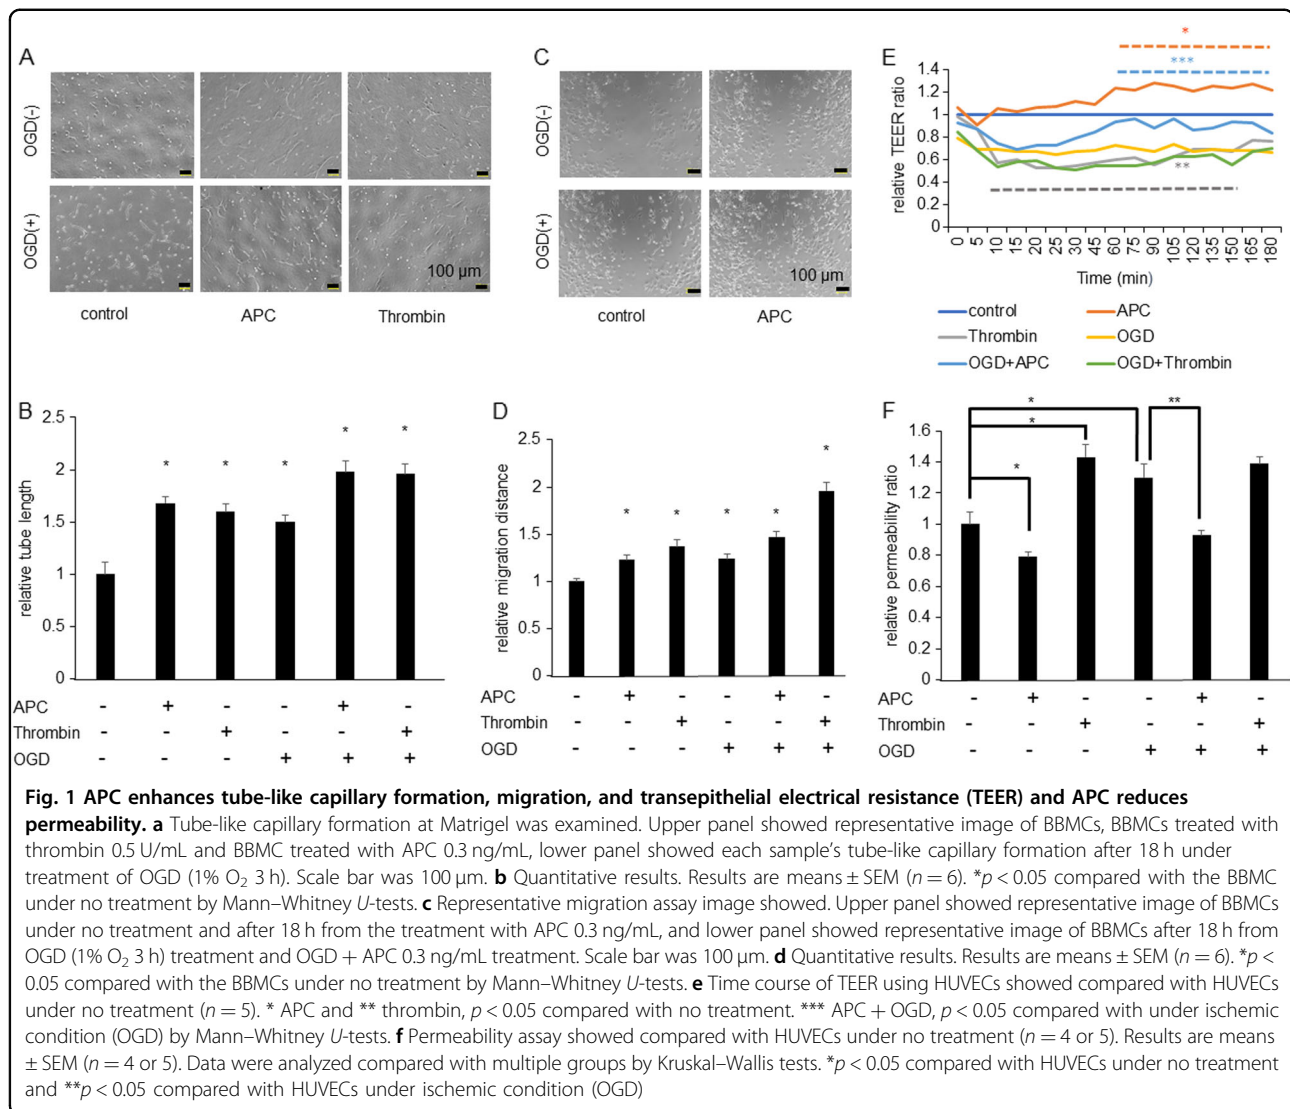 A
OGD(-)
OGD(+)
100 µm
control
APC
Thrombin
C
OGD(-)
OGD(+)
100 µm
control
APC
E
*
***
**
relative TEER ratio
1.4
1.2
1
0.8
0.6
0.4
0.2
0
0 5 10 15 20 25 30 45 60 75 90 105 120 135 150 165 180
Time (min)
control
APC
Thrombin
OGD
OGD+APC
OGD+Thrombin
B
relative tube length
2.5
2
1.5
1
0.5
0
* * * * *
APC - + - - + -
Thrombin - - + - - +
OGD - - - + + +
D
relative migration distance
2.5
2
1.5
1
0.5
0
* * * * *
APC - + - - + -
Thrombin - - + - - +
OGD - - - + + +
F
relative permeability ratio
1.6
1.4
1.2
1
0.8
0.6
0.4
0.2
0
* ** * *
APC - + - - + -
Thrombin - - + - - +
OGD - - - + + +
Fig. 1 APC enhances tube-like capillary formation, migration, and transepithelial electrical resistance (TEER) and APC reduces
permeability. a Tube-like capillary formation at Matrigel was examined. Upper panel showed representative image of BBMCs, BBMCs treated with
thrombin 0.5 U/mL and BBMC treated with APC 0.3 ng/mL, lower panel showed each sample's tube-like capillary formation after 18 h under
treatment of OGD (1% O₂ 3 h). Scale bar was 100 µm. b Quantitative results. Results are means ± SEM (n = 6). *p < 0.05 compared with the BBMC
under no treatment by Mann–Whitney U-tests. c Representative migration assay image showed. Upper panel showed representative image of BBMCs
under no treatment and after 18 h from the treatment with APC 0.3 ng/mL, and lower panel showed representative image of BBMCs after 18 h from
OGD (1% O₂ 3 h) treatment and OGD + APC 0.3 ng/mL treatment. Scale bar was 100 µm. d Quantitative results. Results are means ± SEM (n = 6). *p <
0.05 compared with the BBMCs under no treatment by Mann–Whitney U-tests. e Time course of TEER using HUVECs showed compared with HUVECs
under no treatment (n = 5). * APC and ** thrombin, p < 0.05 compared with no treatment. *** APC + OGD, p < 0.05 compared with under ischemic
condition (OGD) by Mann–Whitney U-tests. f Permeability assay showed compared with HUVECs under no treatment (n = 4 or 5). Results are means
± SEM (n = 4 or 5). Data were analyzed compared with multiple groups by Kruskal–Wallis tests. *p < 0.05 compared with HUVECs under no treatment
and **p < 0.05 compared with HUVECs under ischemic condition (OGD)